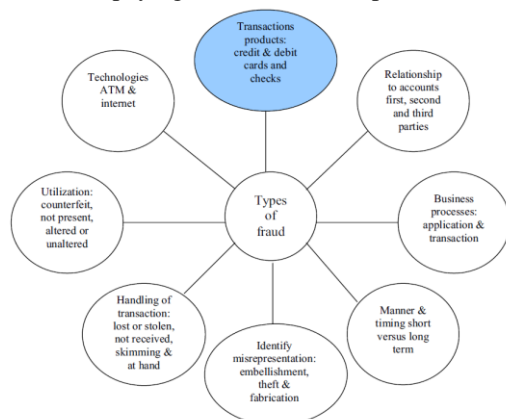 Transactions
products:
credit & debit
cards and
checks
Technologies
ATM &
internet
Relationship
to accounts
first, second
and third
parties
Utilization:
counterfeit,
not present,
altered or
unaltered
Types
of
fraud
Business
processes:
application &
transaction
Handling of
transaction:
lost or stolen,
not received,
skimming &
at hand
Identify
misrepresentation:
embellishment,
theft &
fabrication
Manner &
timing short
versus long
term